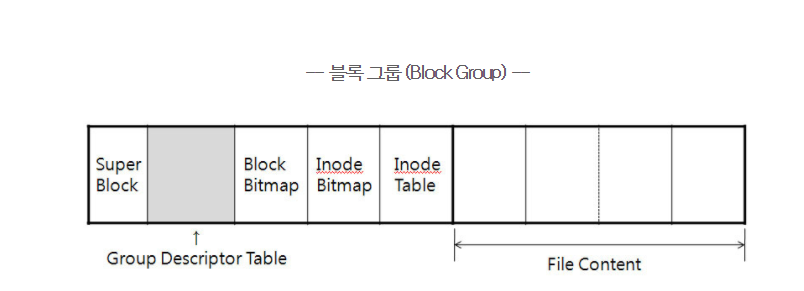 — 블록 그룹 (Block Group) —
Super
Block
Block
Bitmap
Inode
Bitmap
Inode
Table
↑
Group Descriptor Table
File Content